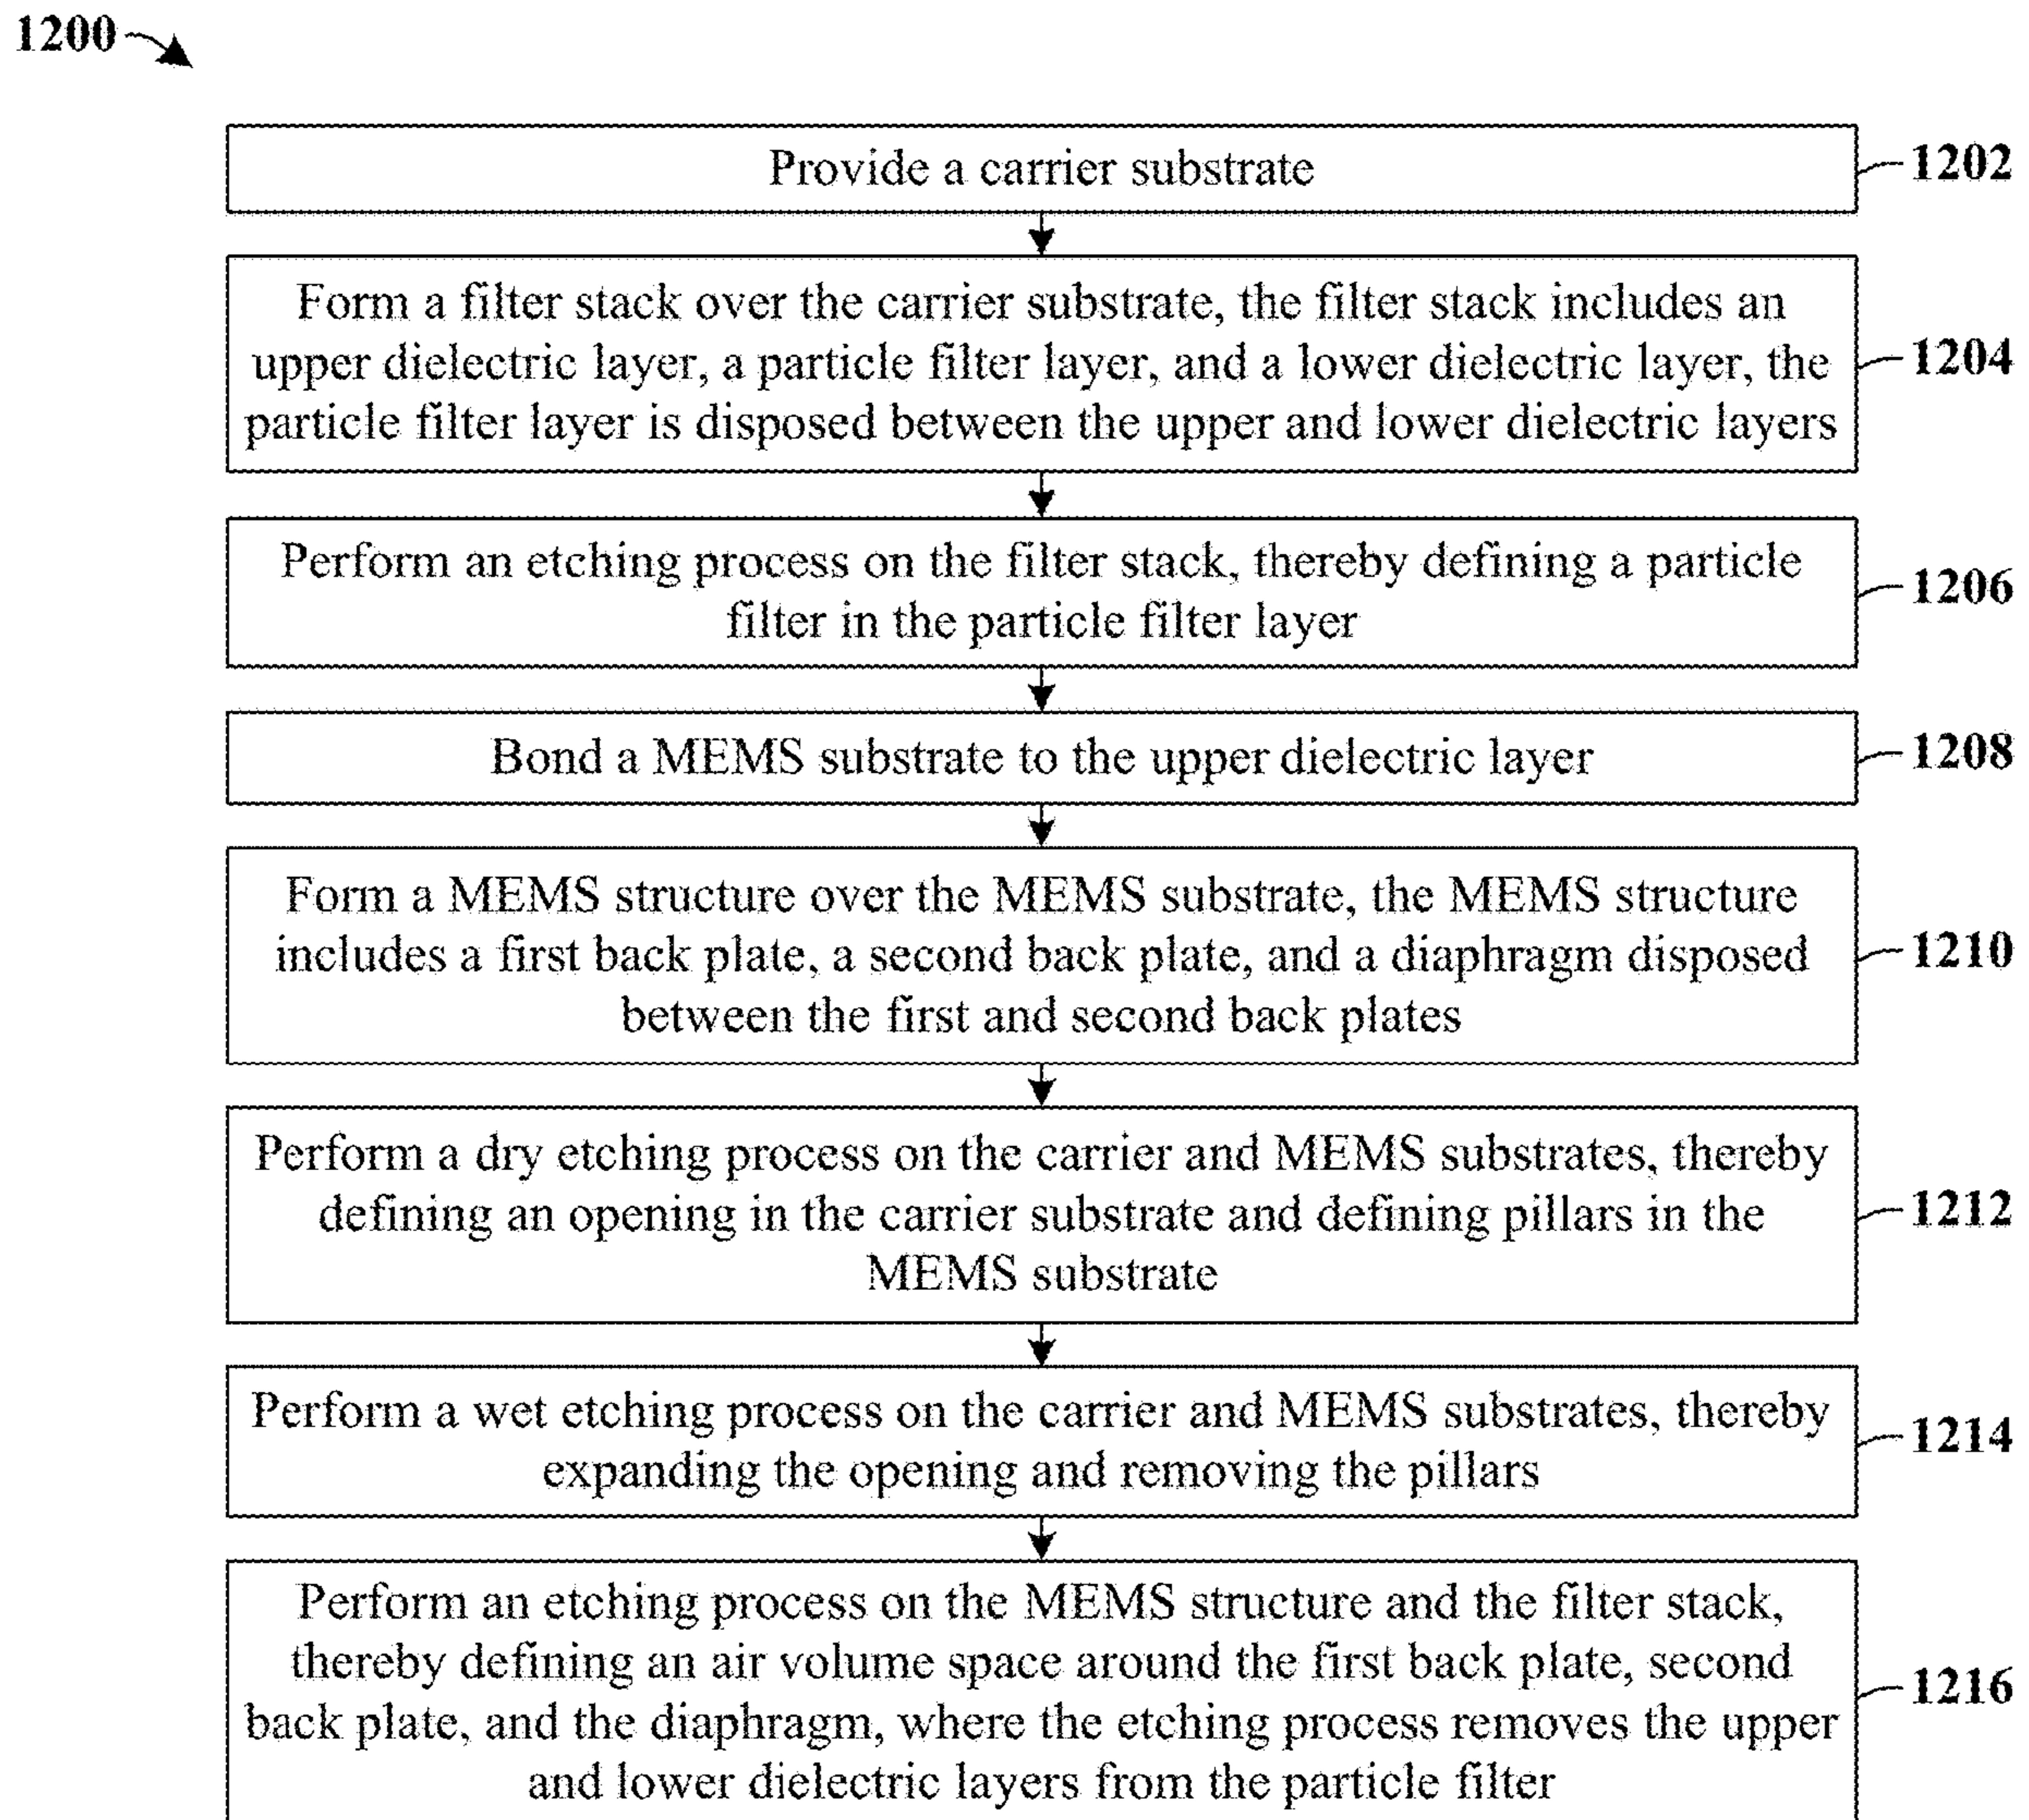 1200
Provide a carrier substrate
1202
Form a filter stack over the carrier substrate, the filter stack includes an
upper dielectric layer, a particle filter layer, and a lower dielectric layer, the
particle filter layer is disposed between the upper and lower dielectric layers
1204
Perform an etching process on the filter stack, thereby defining a particle
filter in the particle filter layer
1206
Bond a MEMS substrate to the upper dielectric layer
1208
Form a MEMS structure over the MEMS substrate, the MEMS structure
includes a first back plate, a second back plate, and a diaphragm disposed
between the first and second back plates
1210
Perform a dry etching process on the carrier and MEMS substrates, thereby
defining an opening in the carrier substrate and defining pillars in the
MEMS substrate
1212
Perform a wet etching process on the carrier and MEMS substrates, thereby
expanding the opening and removing the pillars
1214
Perform an etching process on the MEMS structure and the filter stack,
thereby defining an air volume space around the first back plate, second
back plate, and the diaphragm, where the etching process removes the upper
and lower dielectric layers from the particle filter
1216